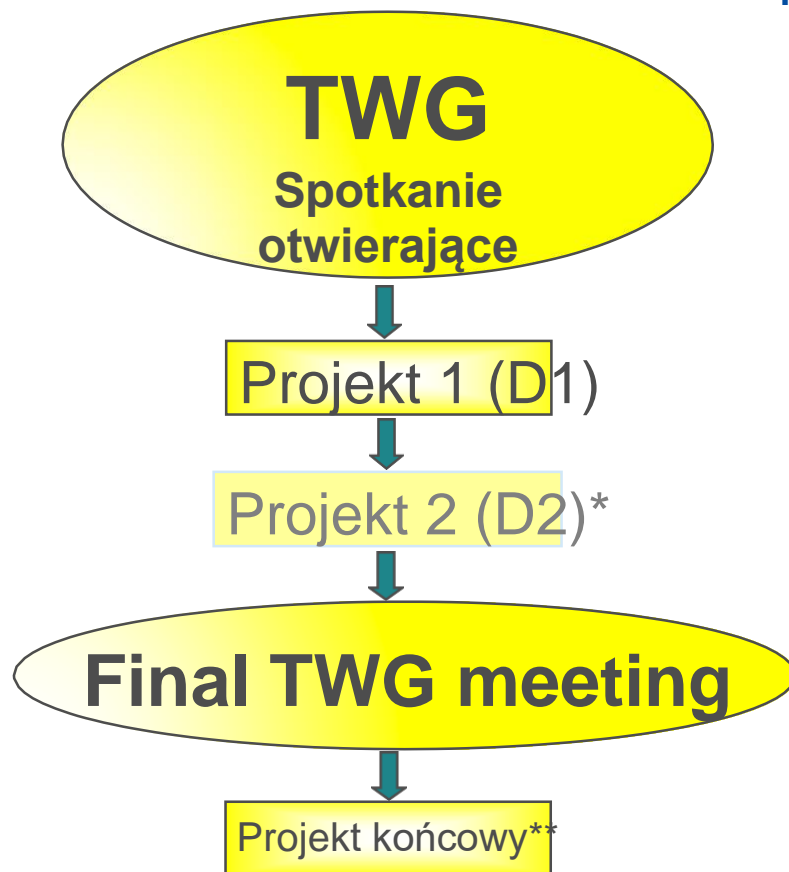 TWG
Spotkanie
otwierające
Projekt 1 (D1)
Projekt 2 (D2)*
Final TWG meeting
Projekt końcowy**